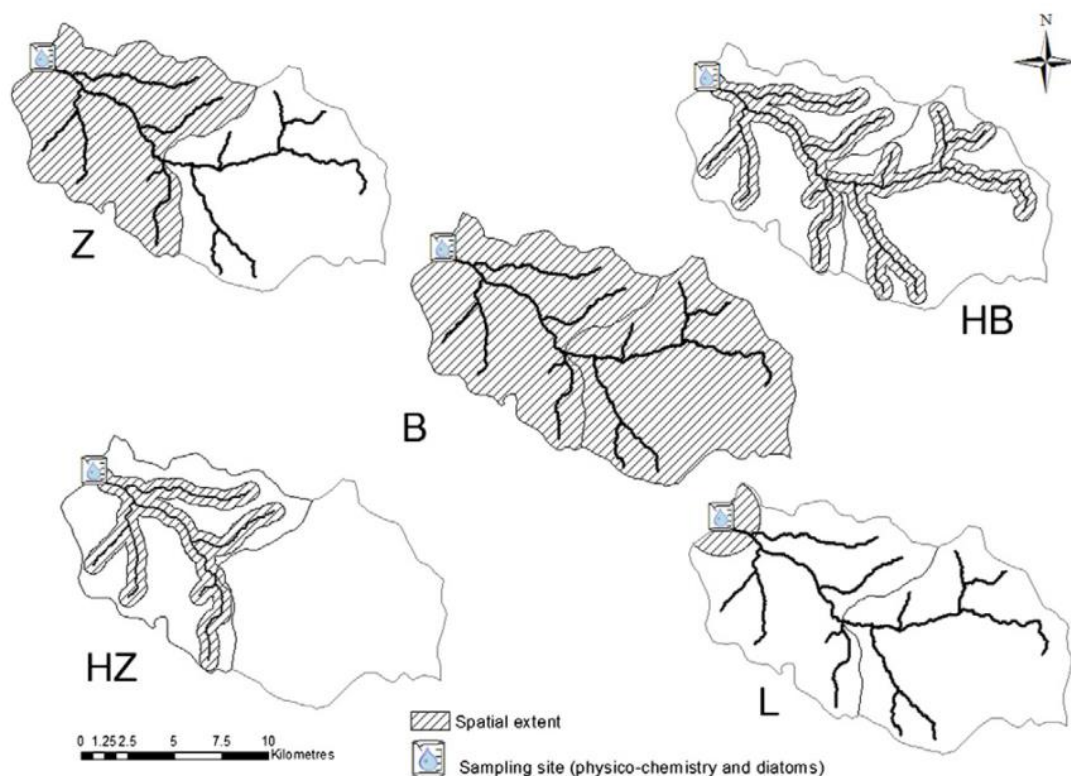 N
Z
HB
B
HZ
L
Spatial extent
0 1.25 2.5 5 7.5 10
Kilometres
Sampling site (physico-chemistry and diatoms)